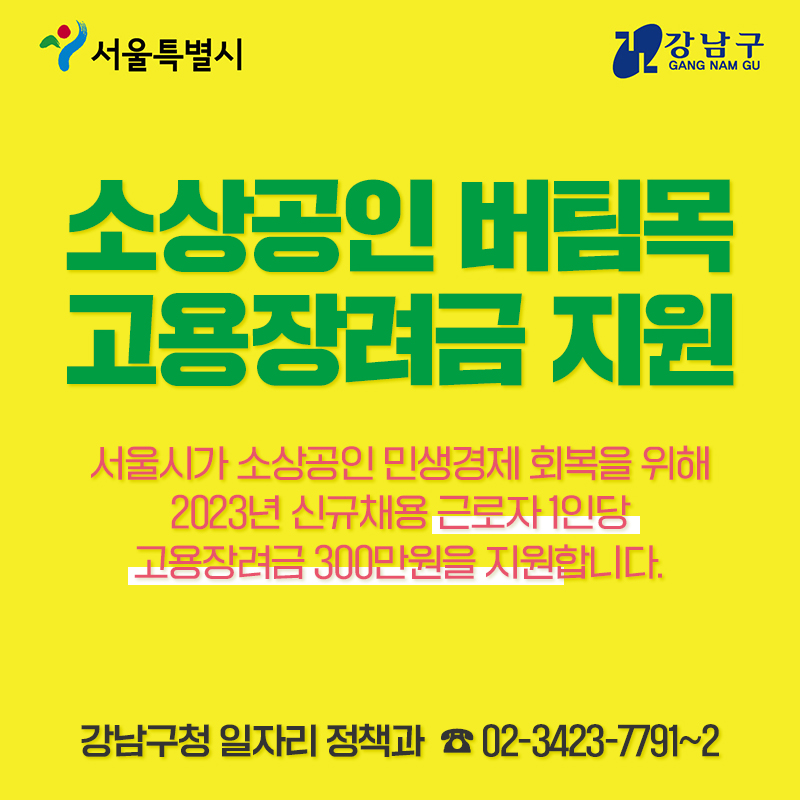 서울특별시
강남구
GANG NAM GU
소상공인 버팀목
고용장려금 지원
서울시가 소상공인 민생경제 회복을 위해
2023년 신규채용 근로자 1인당
고용장려금 300만원을 지원합니다.
강남구청 일자리 정책과 ☎ 02-3423-7791~2